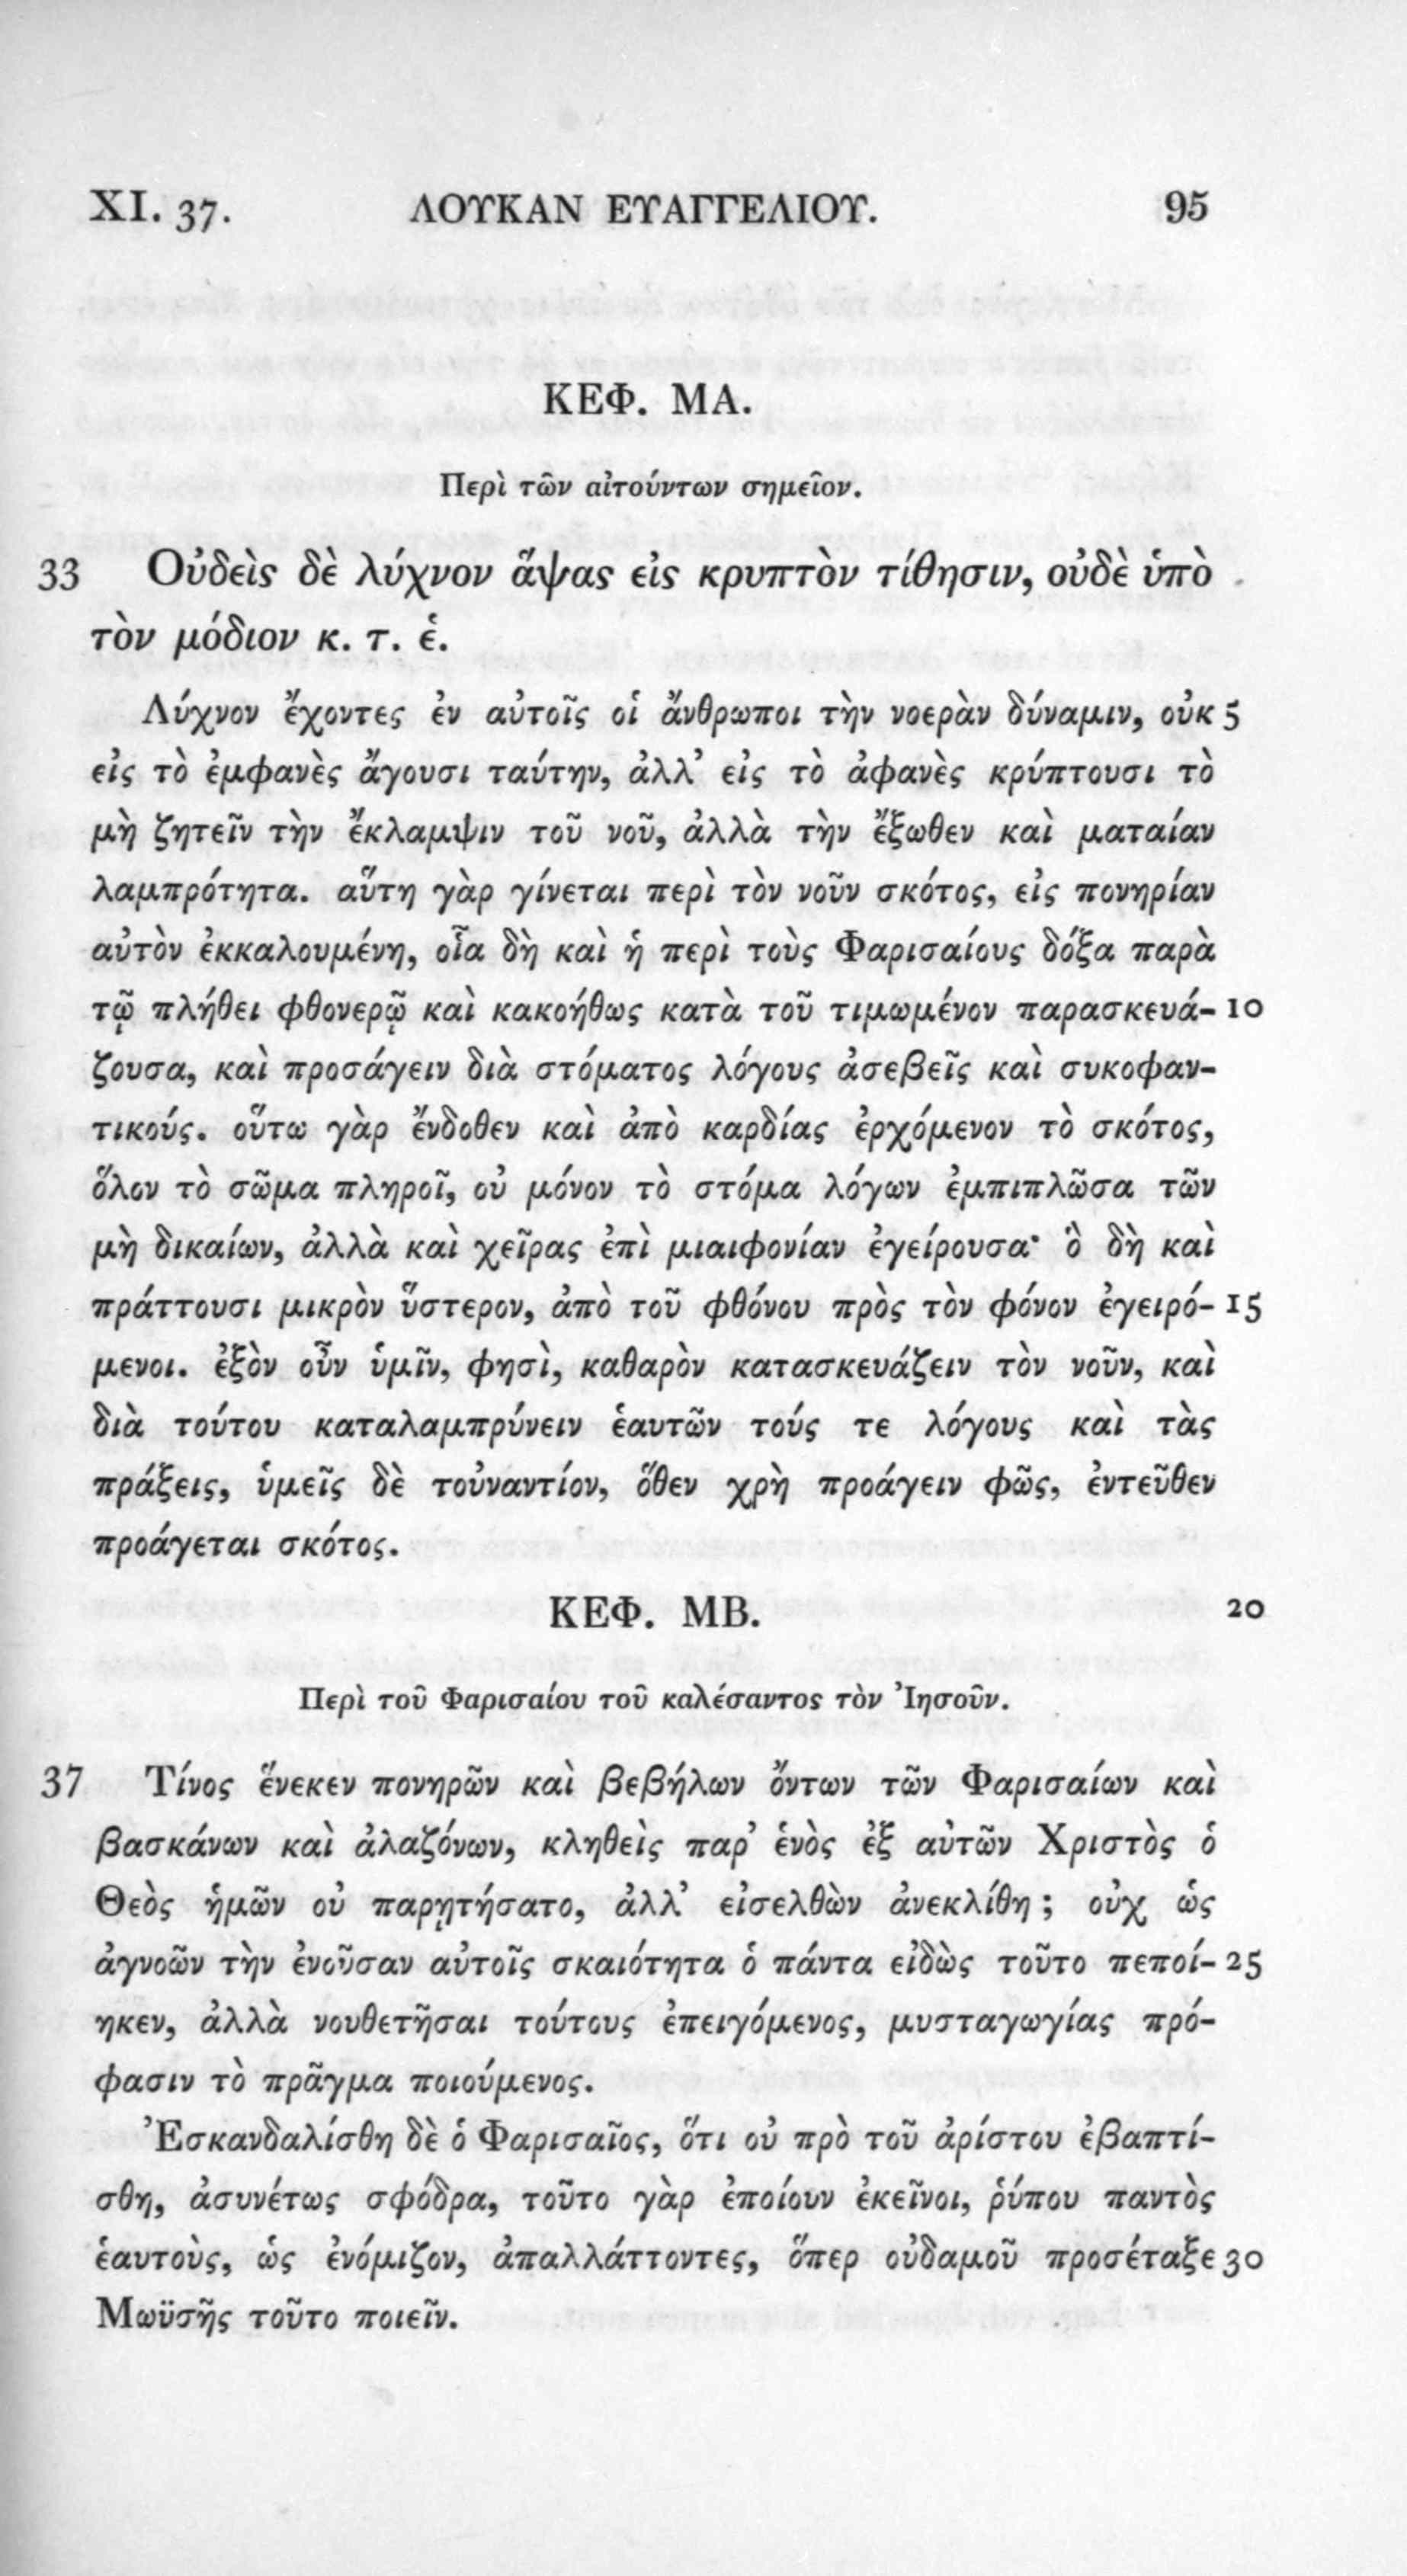 XI. 37. ΛΟΥΚΑΝ ΕΥΑΓΓΕΛΙΟΥ. 95
ΚΕΦ. ΜΑ.
Περὶ τῶν αἰτούντων σημεῖον.
33 Οὐδεὶς δὲ λύχνον ἅψας εἰς κρυπτὸν τίθησιν, οὐδὲ ὑπὸ
τὸν μόδιον κ. τ. ἑ.
Λύχνον ἔχοντες ἐν αὐτοῖς οἱ ἄνθρωποι τὴν νοερὰν δύναμιν, οὐκ 5
εἰς τὸ ἐμφανὲς ἄγουσι ταύτην, ἀλλ’ εἰς τὸ ἀφανὲς κρύπτουσι τὸ
μὴ ζητεῖν τὴν ἔκλαμψιν τοῦ νοῦ, ἀλλὰ τὴν ἔξωθεν καὶ ματαίαν
λαμπρότητα. αὕτη γὰρ γίνεται περὶ τὸν νοῦν σκότος, εἰς πονηρίαν
αὐτὸν ἐκκαλουμένη, οἷα δὴ καὶ ἡ περὶ τοὺς Φαρισαίους δόξα παρὰ
τῷ πλήθει φθονερῷ καὶ κακοήθως κατὰ τοῦ τιμωμένον παρασκευά- 10
ζουσα, καὶ προσάγειν διὰ στόματος λόγους ἀσεβεῖς καὶ συκοφαν-
τικούς. οὕτω γὰρ ἔνδοθεν καὶ ἀπὸ καρδίας ἐρχόμενον τὸ σκότος,
ὅλον τὸ σῶμα πληροῖ, οὐ μόνον τὸ στόμα λόγων ἐμπιπλῶσα τῶν
μὴ δικαίων, ἀλλὰ καὶ χεῖρας ἐπὶ μιαιφονίαν ἐγείρουσα· ὃ δὴ καὶ
πράττουσι μικρὸν ὕστερον, ἀπὸ τοῦ φθόνου πρὸς τὸν φόνον ἐγειρό- 15
μενοι. ἐξὸν οὖν ὑμῖν, φησὶ, καθαρὸν κατασκευάζειν τὸν νοῦν, καὶ
διὰ τούτου καταλαμπρύνειν ἑαυτῶν τούς τε λόγους καὶ τὰς
πράξεις, ὑμεῖς δὲ τοὐναντίον, ὅθεν χρὴ προάγειν φῶς, ἐντεῦθεν
προάγεται σκότος.
ΚΕΦ. ΜΒ. 20
Περὶ τοῦ Φαρισαίου τοῦ καλέσαντος τὸν Ἰησοῦν.
37 Τίνος ἕνεκεν πονηρῶν καὶ βεβήλων ὄντων τῶν Φαρισαίων καὶ
βασκάνων καὶ ἀλαζόνων, κληθεὶς παρ’ ἑνὸς ἐξ αὐτῶν Χριστὸς ὁ
Θεὸς ἡμῶν οὐ παρῃτήσατο, ἀλλ’ εἰσελθὼν ἀνεκλίθη ; οὐχ ὡς
ἀγνοῶν τὴν ἐνοῦσαν αὐτοῖς σκαιότητα ὁ πάντα εἰδὼς τοῦτο πεποί- 25
ηκεν, ἀλλὰ νουθετῆσαι τούτους ἐπειγόμενος, μυσταγωγίας πρό-
φασιν τὸ πρᾶγμα ποιούμενος.
Ἐσκανδαλίσθη δὲ ὁ Φαρισαῖος, ὅτι οὐ πρὸ τοῦ ἀρίστου ἐβαπτί-
σθη, ἀσυνέτως σφόδρα, τοῦτο γὰρ ἐποίουν ἐκεῖνοι, ῥύπου παντὸς
ἑαυτοὺς, ὡς ἐνόμιζον, ἀπαλλάττοντες, ὅπερ οὐδαμοῦ προσέταξε 30
Μωϋσῆς τοῦτο ποιεῖν.